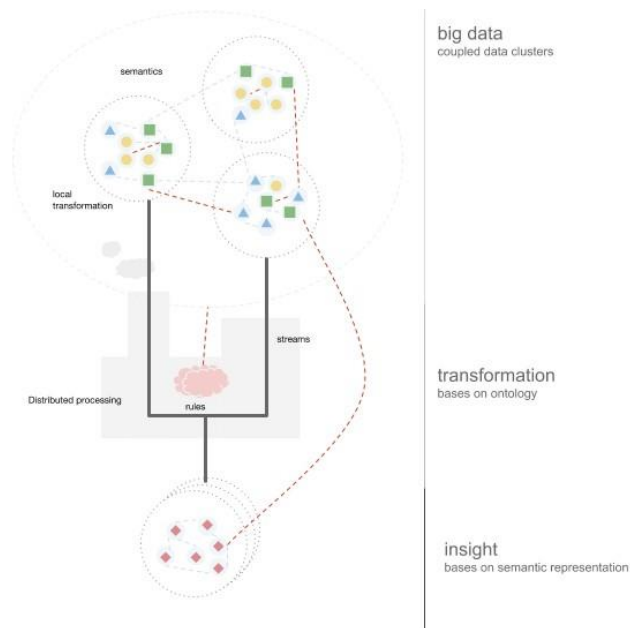 big data
coupled data clusters
semantics
local
transformation
streams
transformation
bases on ontology
Distributed processing
rules
insight
bases on semantic representation